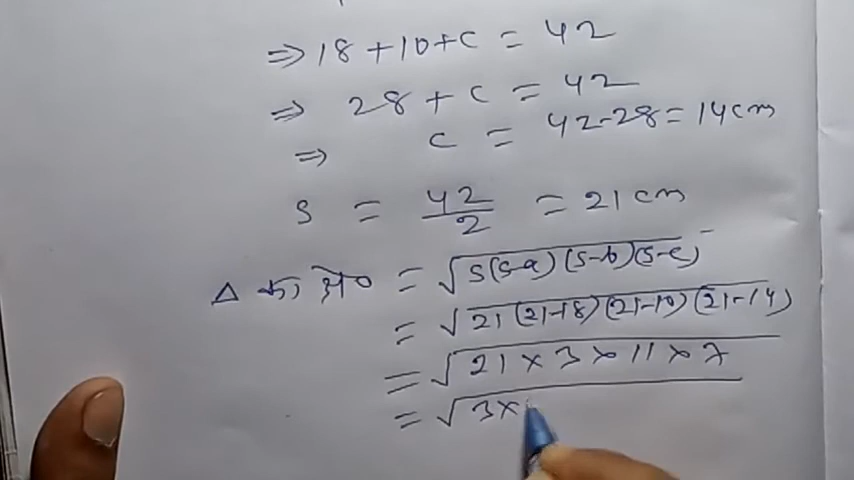 ⇒ 18 + 10 + c = 42
⇒ 28 + c = 42
⇒ c = 42 - 28 = 14 cm
s = 42/2 = 21 cm
Δ का क्षे० = √s(s-a)(s-b)(s-c)
= √21(21-18)(21-10)(21-14)
= √21 × 3 × 11 × 7
= √3 ×